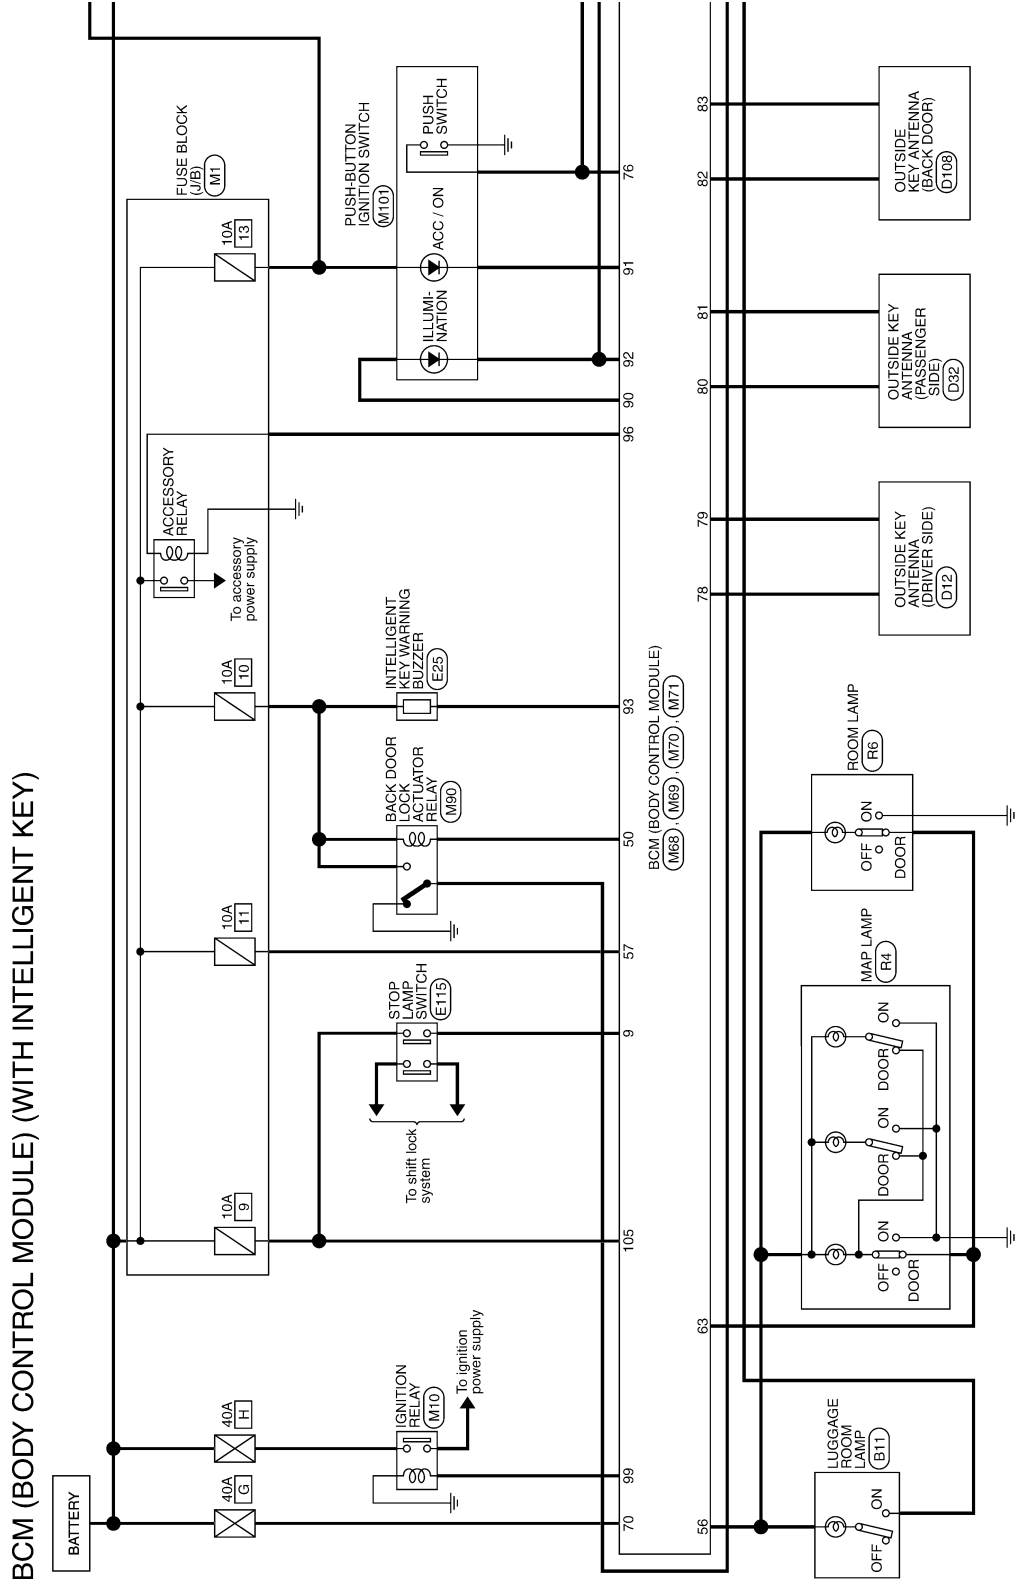 BCM (BODY CONTROL MODULE) (WITH INTELLIGENT KEY)
BATTERY
40A
G
40A
H
IGNITION
RELAY
M10
To ignition
power supply
FUSE BLOCK
(J/B)
M1
10A
9
10A
11
10A
10
10A
13
ACCESSORY
RELAY
To accessory
power supply
STOP
LAMP
SWITCH
E115
To shift lock
system
BACK DOOR
LOCK
ACTUATOR
RELAY
M90
INTELLIGENT
KEY WARNING
BUZZER
E25
PUSH-BUTTON
IGNITION SWITCH
M101
ILLUMI-
NATION
ACC / ON
PUSH
SWITCH
70
99
105
9
57
50
93
96
90
92
91
76
BCM (BODY CONTROL MODULE)
M68 , M69 , M70 , M71
56
63
78
79
80
81
82
83
LUGGAGE
ROOM
LAMP
B11
OFF
ON
MAP LAMP
R4
OFF
ON
DOOR
DOOR
ON
DOOR
ON
ROOM LAMP
R6
OFF
ON
DOOR
OUTSIDE KEY
ANTENNA
(DRIVER SIDE)
D12
OUTSIDE KEY
ANTENNA
(PASSENGER
SIDE)
D32
OUTSIDE
KEY ANTENNA
(BACK DOOR)
D108